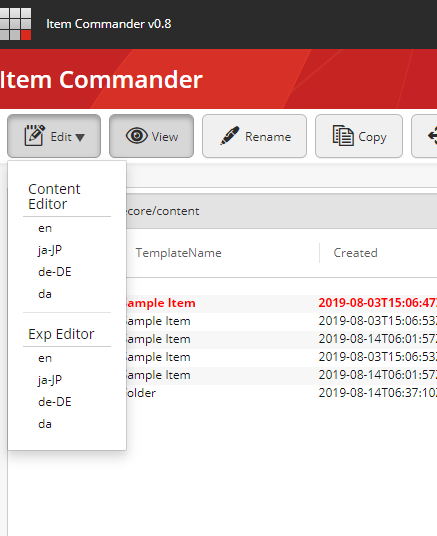 Item Commander v0.8
Item Commander
Edit View Rename Copy
Content
Editor
en
ja-JP
de-DE
da
Exp Editor
en
ja-JP
de-DE
da
ecore/content
TemplateName Created
ample Item 2019-08-03T15:06:47
ample Item 2019-08-03T15:06:53
ample Item 2019-08-14T06:01:57
ample Item 2019-08-03T15:06:53
ample Item 2019-08-14T06:01:57
older 2019-08-14T06:37:10